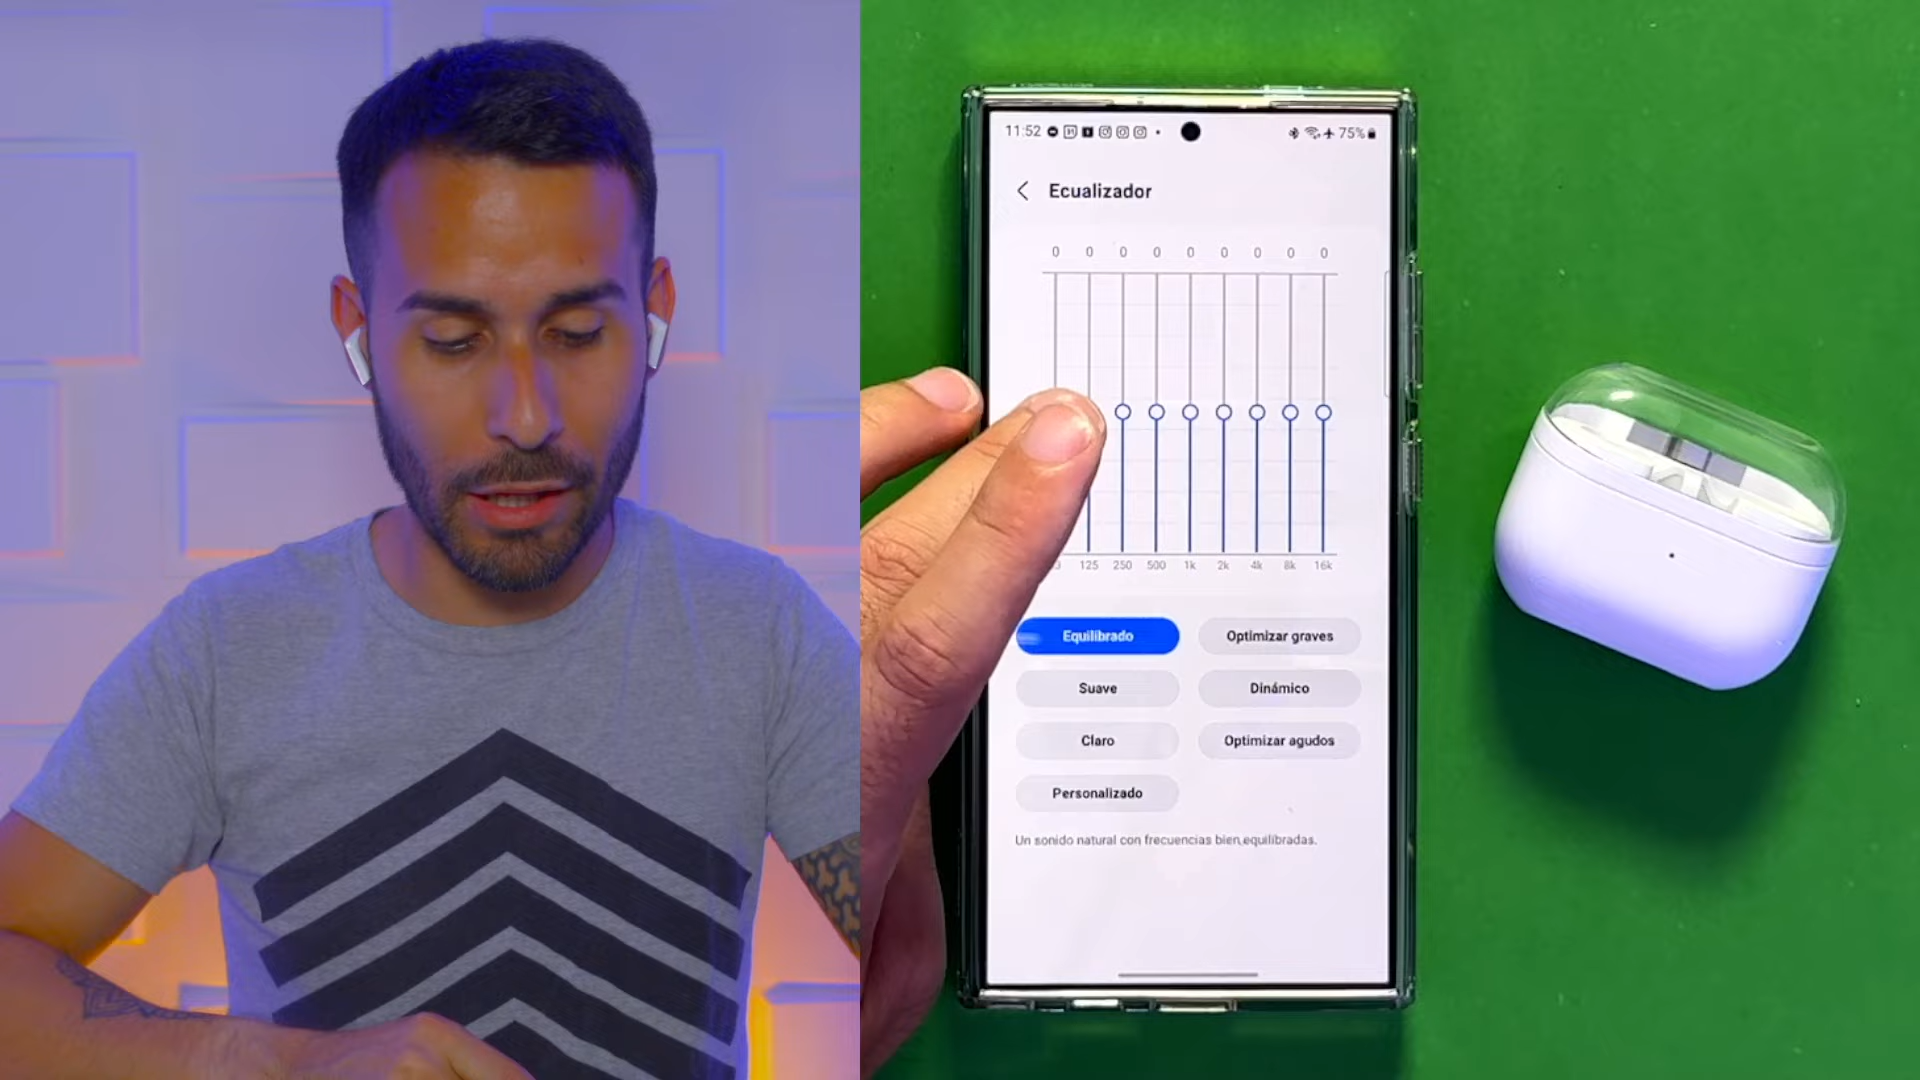 11:52 75%
Ecualizador
0 0 0 0 0 0 0 0 0
125 250 500 1k 2k 4k 8k 16k
Equilibrado Optimizar graves
Suave Dinámico
Claro Optimizar agudos
Personalizado
Un sonido natural con frecuencias bien equilibradas.